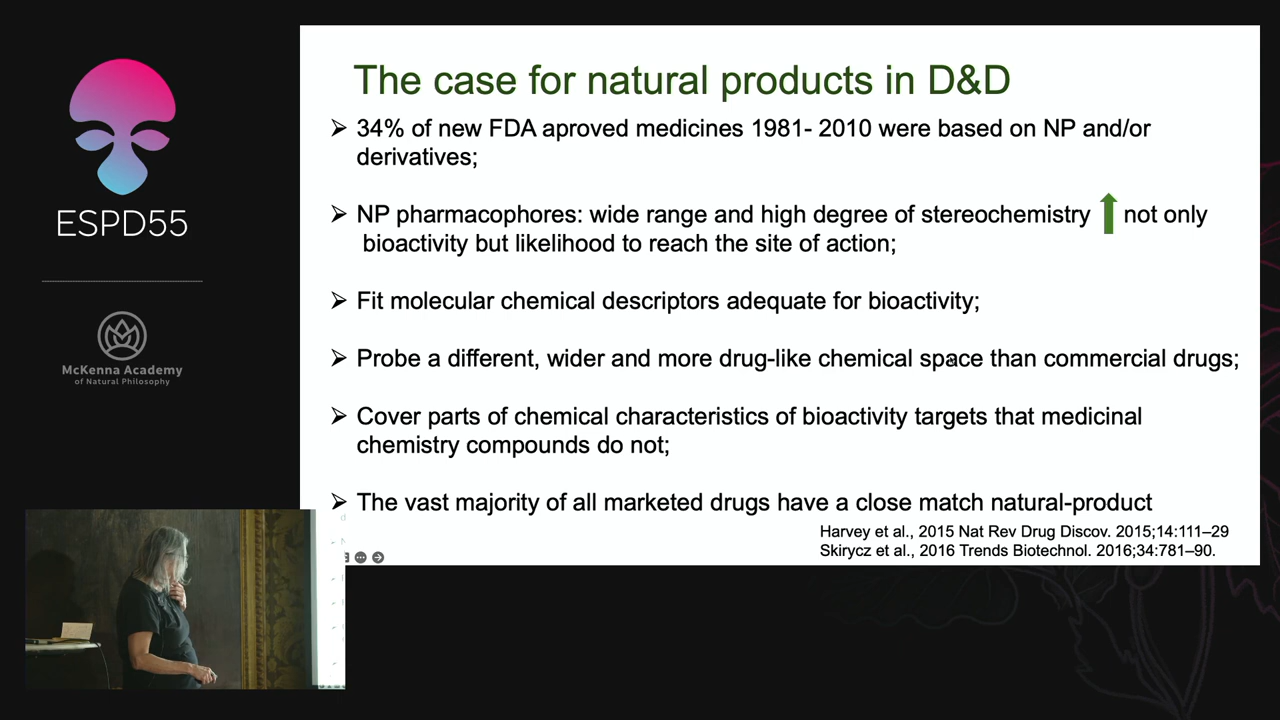 ESPD55
McKenna Academy
of Natural Philosophy
The case for natural products in D&D
34% of new FDA aproved medicines 1981- 2010 were based on NP and/or
derivatives;
NP pharmacophores: wide range and high degree of stereochemistry not only
bioactivity but likelihood to reach the site of action;
Fit molecular chemical descriptors adequate for bioactivity;
Probe a different, wider and more drug-like chemical space than commercial drugs;
Cover parts of chemical characteristics of bioactivity targets that medicinal
chemistry compounds do not;
The vast majority of all marketed drugs have a close match natural-product
Harvey et al., 2015 Nat Rev Drug Discov. 2015;14:111–29
Skirycz et al., 2016 Trends Biotechnol. 2016;34:781–90.